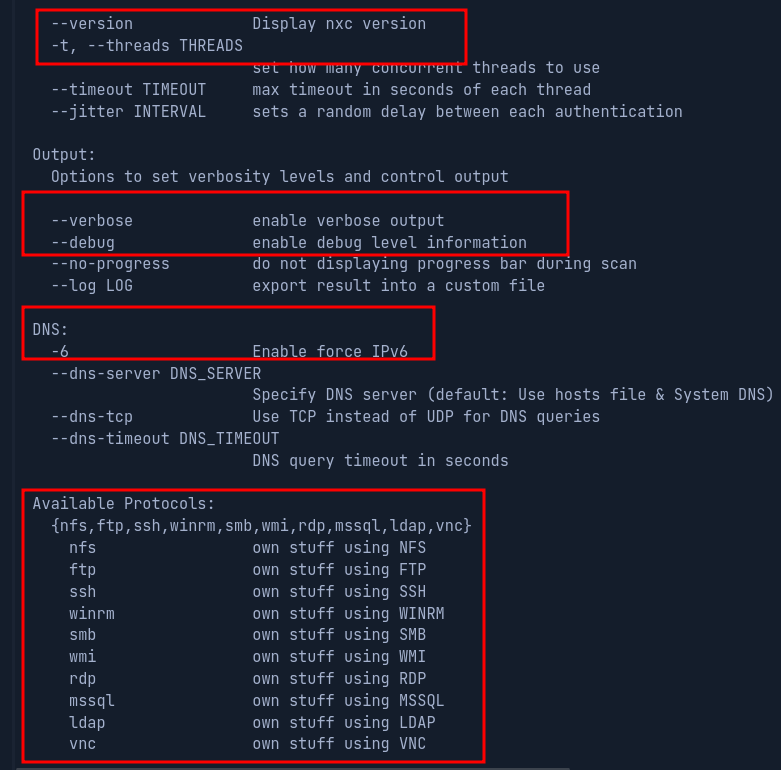 --version             Display nxc version
-t, --threads THREADS
                      set how many concurrent threads to use
--timeout TIMEOUT     max timeout in seconds of each thread
--jitter INTERVAL     sets a random delay between each authentication
Output:
Options to set verbosity levels and control output
--verbose             enable verbose output
--debug               enable debug level information
--no-progress         do not displaying progress bar during scan
--log LOG             export result into a custom file
DNS:
-6                    Enable force IPv6
--dns-server DNS_SERVER
                      Specify DNS server (default: Use hosts file & System DNS)
--dns-tcp             Use TCP instead of UDP for DNS queries
--dns-timeout DNS_TIMEOUT
                      DNS query timeout in seconds
Available Protocols:
{nfs,ftp,ssh,winrm,smb,wmi,rdp,mssql,ldap,vnc}
nfs                   own stuff using NFS
ftp                   own stuff using FTP
ssh                   own stuff using SSH
winrm                 own stuff using WINRM
smb                   own stuff using SMB
wmi                   own stuff using WMI
rdp                   own stuff using RDP
mssql                 own stuff using MSSQL
ldap                  own stuff using LDAP
vnc                   own stuff using VNC